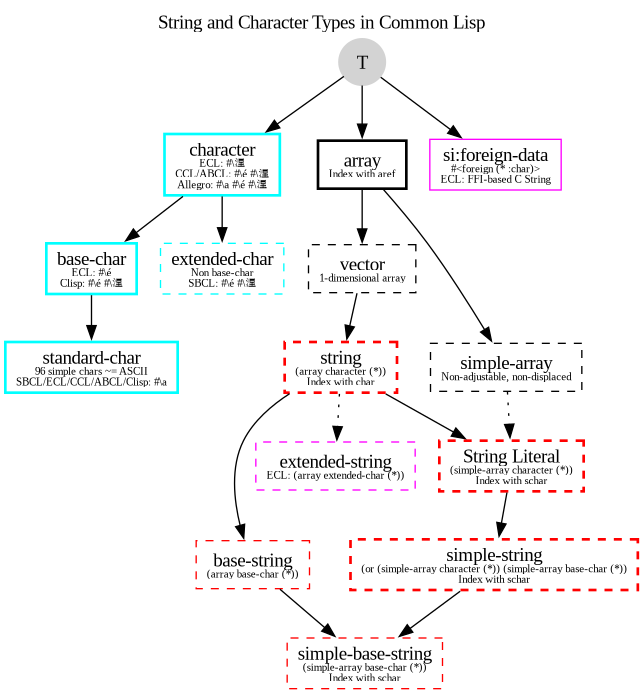 String and Character Types in Common Lisp
T
character
ECL: #\湿
CCL/ABCL: #\é #\湿
Allegro: #\a #\é #\湿
array
Index with aref
si:foreign-data
#<foreign (* :char)>
ECL: FFI-based C String
base-char
ECL: #\é
Clisp: #\é #\湿
extended-char
Non base-char
SBCL: #\é #\湿
vector
1-dimensional array
standard-char
96 simple chars ~= ASCII
SBCL/ECL/CCL/ABCL/Clisp: #\a
string
(array character (*))
Index with char
simple-array
Non-adjustable, non-displaced
extended-string
ECL: (array extended-char (*))
String Literal
(simple-array character (*))
Index with schar
base-string
(array base-char (*))
simple-string
(or (simple-array character (*)) (simple-array base-char (*))
Index with schar
simple-base-string
(simple-array base-char (*))
Index with schar